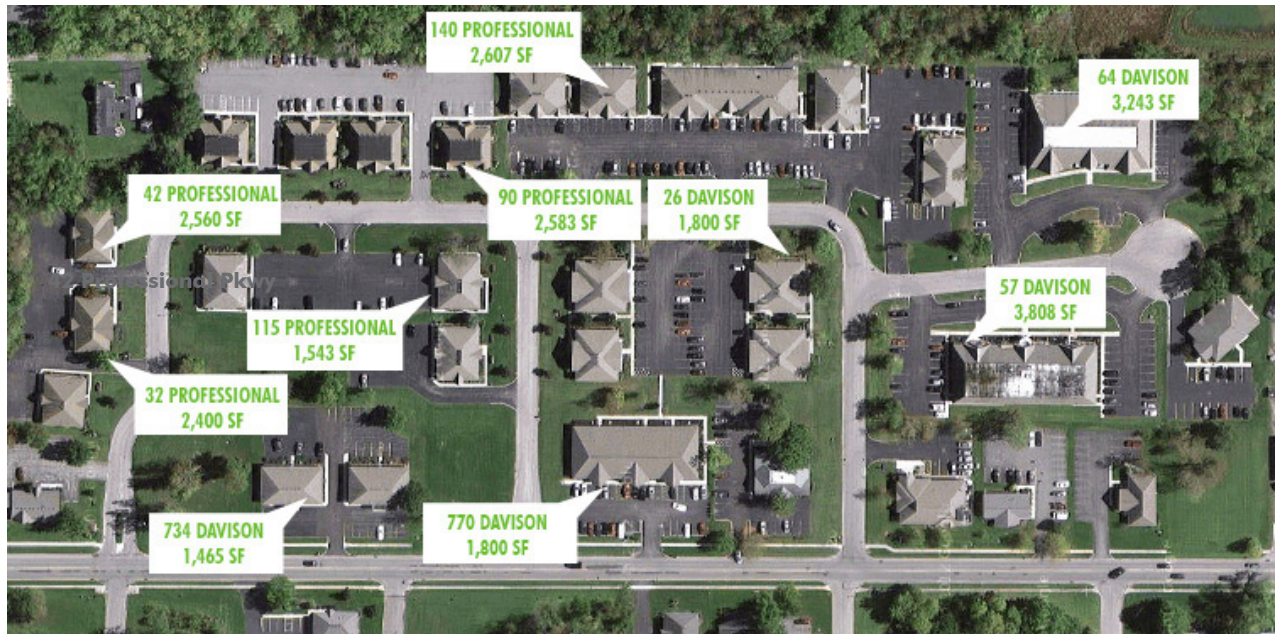 140 PROFESSIONAL
2,607 SF
64 DAVISON
3,243 SF
42 PROFESSIONAL
2,560 SF
90 PROFESSIONAL
2,583 SF
26 DAVISON
1,800 SF
Professional Pkwy
57 DAVISON
3,808 SF
115 PROFESSIONAL
1,543 SF
32 PROFESSIONAL
2,400 SF
734 DAVISON
1,465 SF
770 DAVISON
1,800 SF